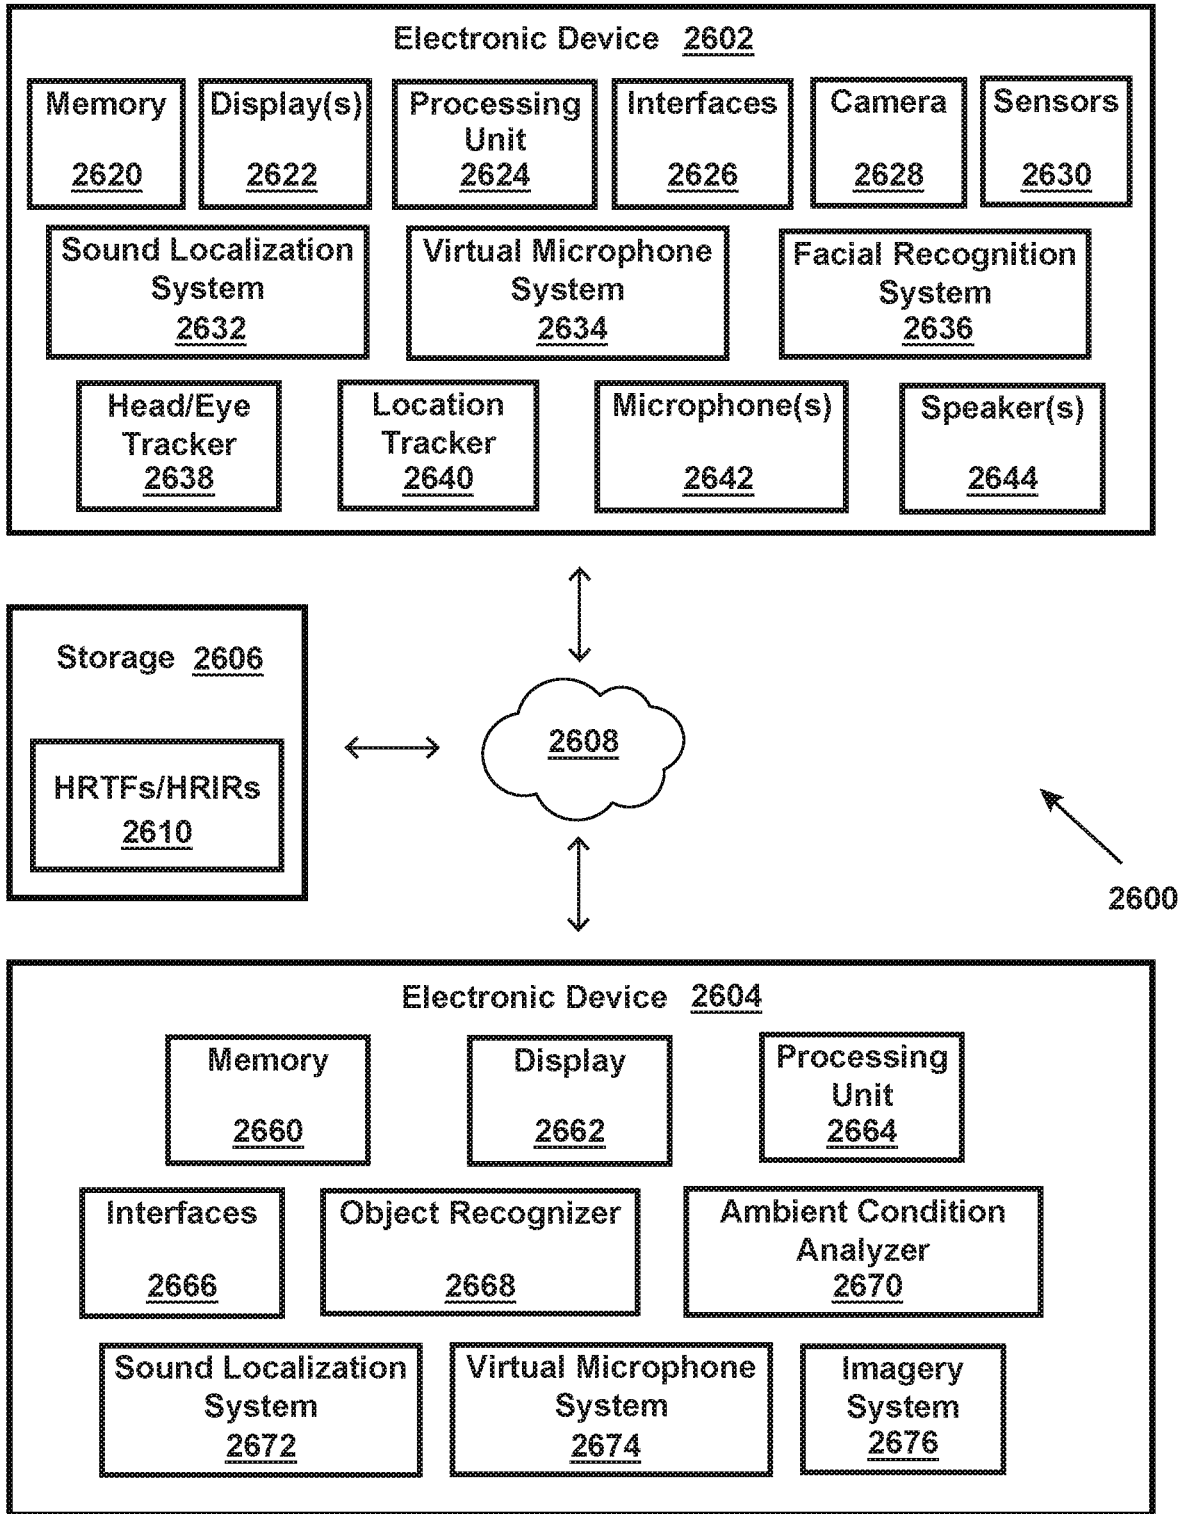 Electronic Device 2602
Memory
2620
Display(s)
2622
Processing
Unit
2624
Interfaces
2626
Camera
2628
Sensors
2630
Sound Localization
System
2632
Virtual Microphone
System
2634
Facial Recognition
System
2636
Head/Eye
Tracker
2638
Location
Tracker
2640
Microphone(s)
2642
Speaker(s)
2644
Storage 2606
HRTFs/HRIRs
2610
2608
2600
Electronic Device 2604
Memory
2660
Display
2662
Processing
Unit
2664
Interfaces
2666
Object Recognizer
2668
Ambient Condition
Analyzer
2670
Sound Localization
System
2672
Virtual Microphone
System
2674
Imagery
System
2676